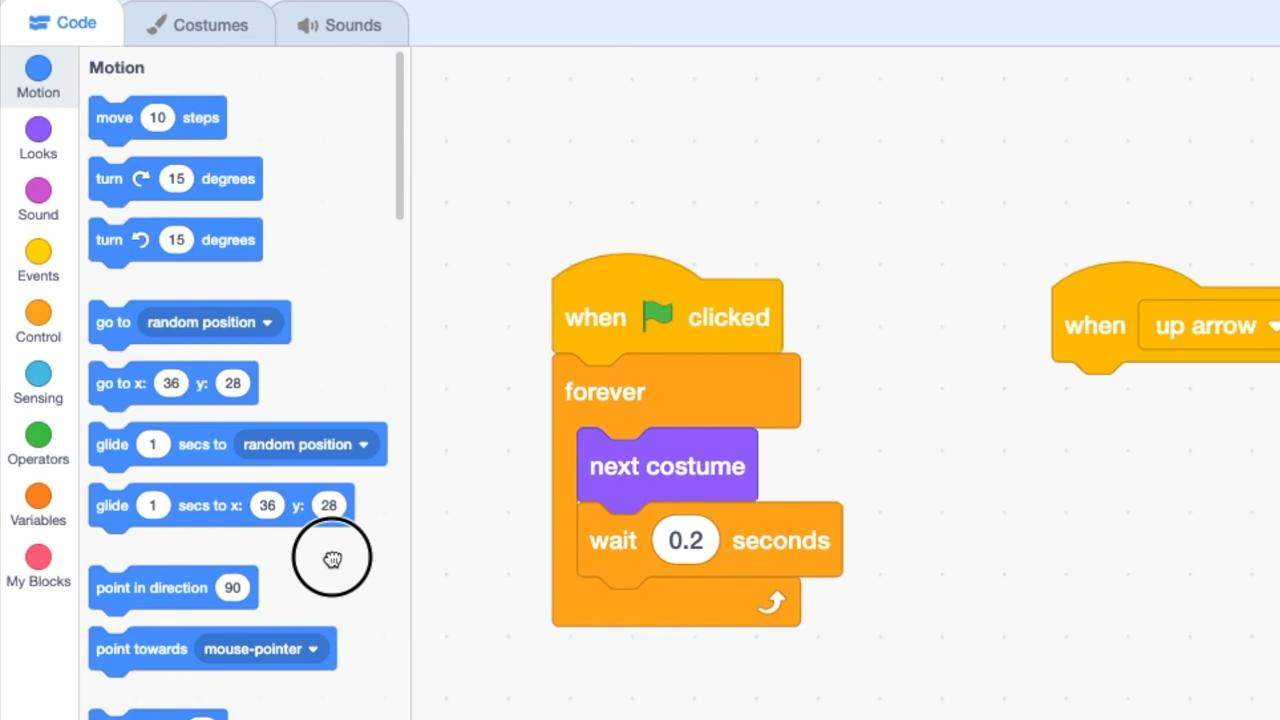 Code
Costumes
Sounds
Motion
Looks
Sound
Events
Control
Sensing
Operators
Variables
My Blocks
Motion
move 10 steps
turn 15 degrees
turn 15 degrees
go to random position
go to x: 36 y: 28
glide 1 secs to random position
glide 1 secs to x: 36 y: 28
point in direction 90
point towards mouse-pointer
when clicked
forever
next costume
wait 0.2 seconds
when up arrow